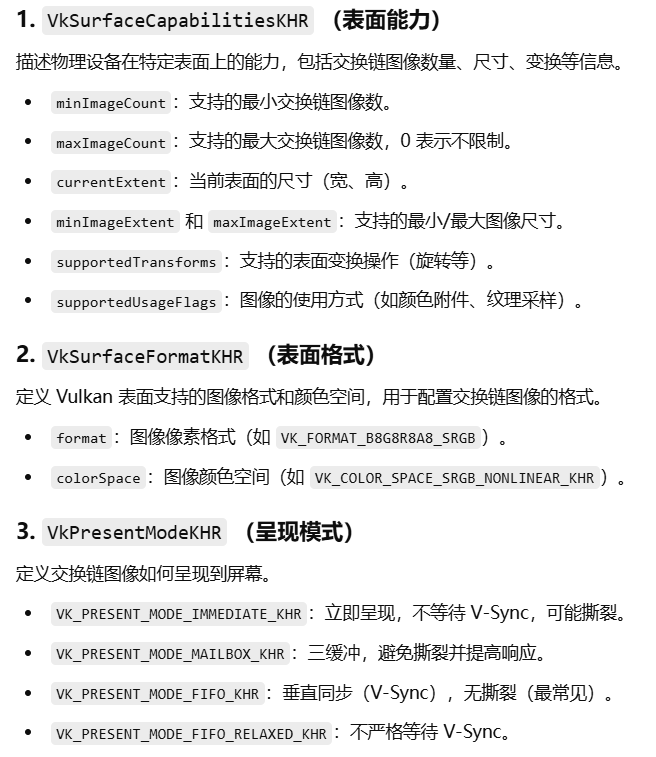 1. VkSurfaceCapabilitiesKHR （表面能力）
描述物理设备在特定表面上的能力，包括交换链图像数量、尺寸、变换等信息。
• minImageCount：支持的最小交换链图像数。
• maxImageCount：支持的最大交换链图像数，0 表示不限制。
• currentExtent：当前表面的尺寸（宽、高）。
• minImageExtent 和 maxImageExtent：支持的最小/最大图像尺寸。
• supportedTransforms：支持的表面变换操作（旋转等）。
• supportedUsageFlags：图像的使用方式（如颜色附件、纹理采样）。
2. VkSurfaceFormatKHR （表面格式）
定义 Vulkan 表面支持的图像格式和颜色空间，用于配置交换链图像的格式。
• format：图像像素格式（如 VK_FORMAT_B8G8R8A8_SRGB）。
• colorSpace：图像颜色空间（如 VK_COLOR_SPACE_SRGB_NONLINEAR_KHR）。
3. VkPresentModeKHR （呈现模式）
定义交换链图像如何呈现到屏幕。
• VK_PRESENT_MODE_IMMEDIATE_KHR：立即呈现，不等待 V-Sync，可能撕裂。
• VK_PRESENT_MODE_MAILBOX_KHR：三缓冲，避免撕裂并提高响应。
• VK_PRESENT_MODE_FIFO_KHR：垂直同步（V-Sync），无撕裂（最常见）。
• VK_PRESENT_MODE_FIFO_RELAXED_KHR：不严格等待 V-Sync。